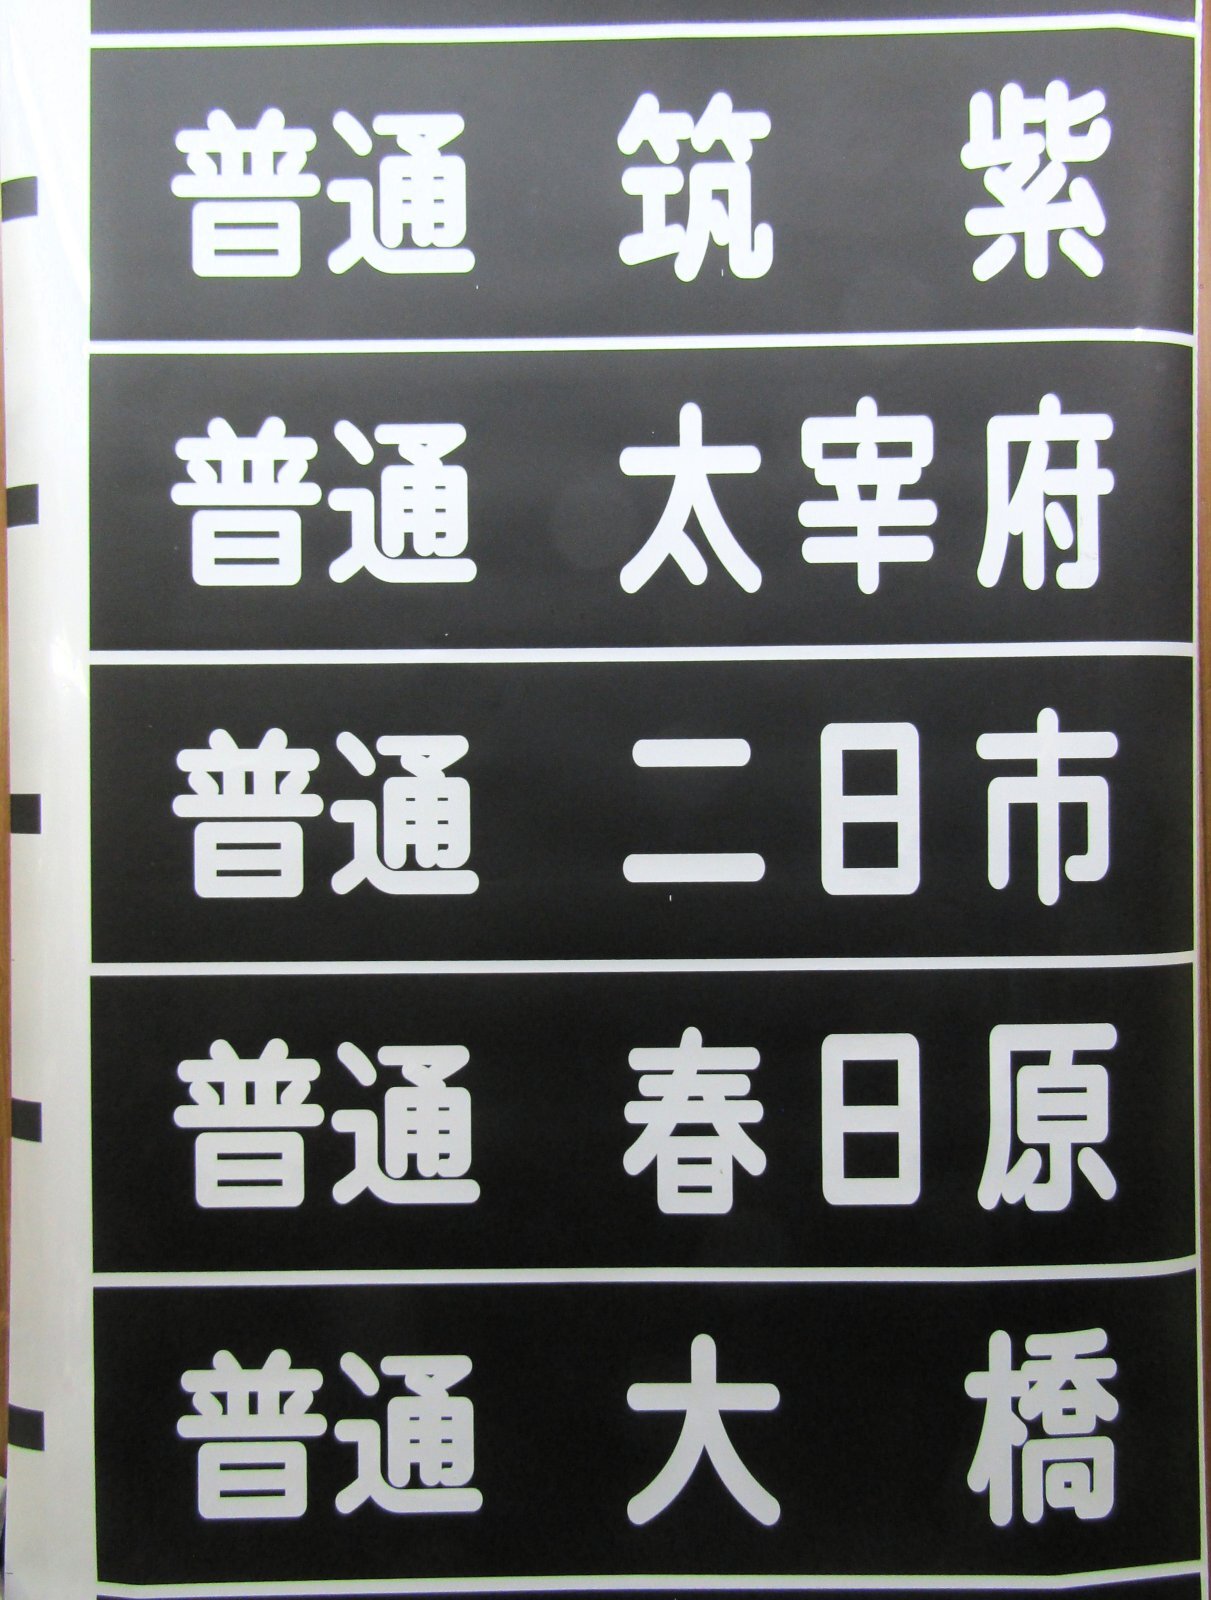 普通 筑紫
普通 太宰府
普通 二日市
普通 春日原
普通 大橋